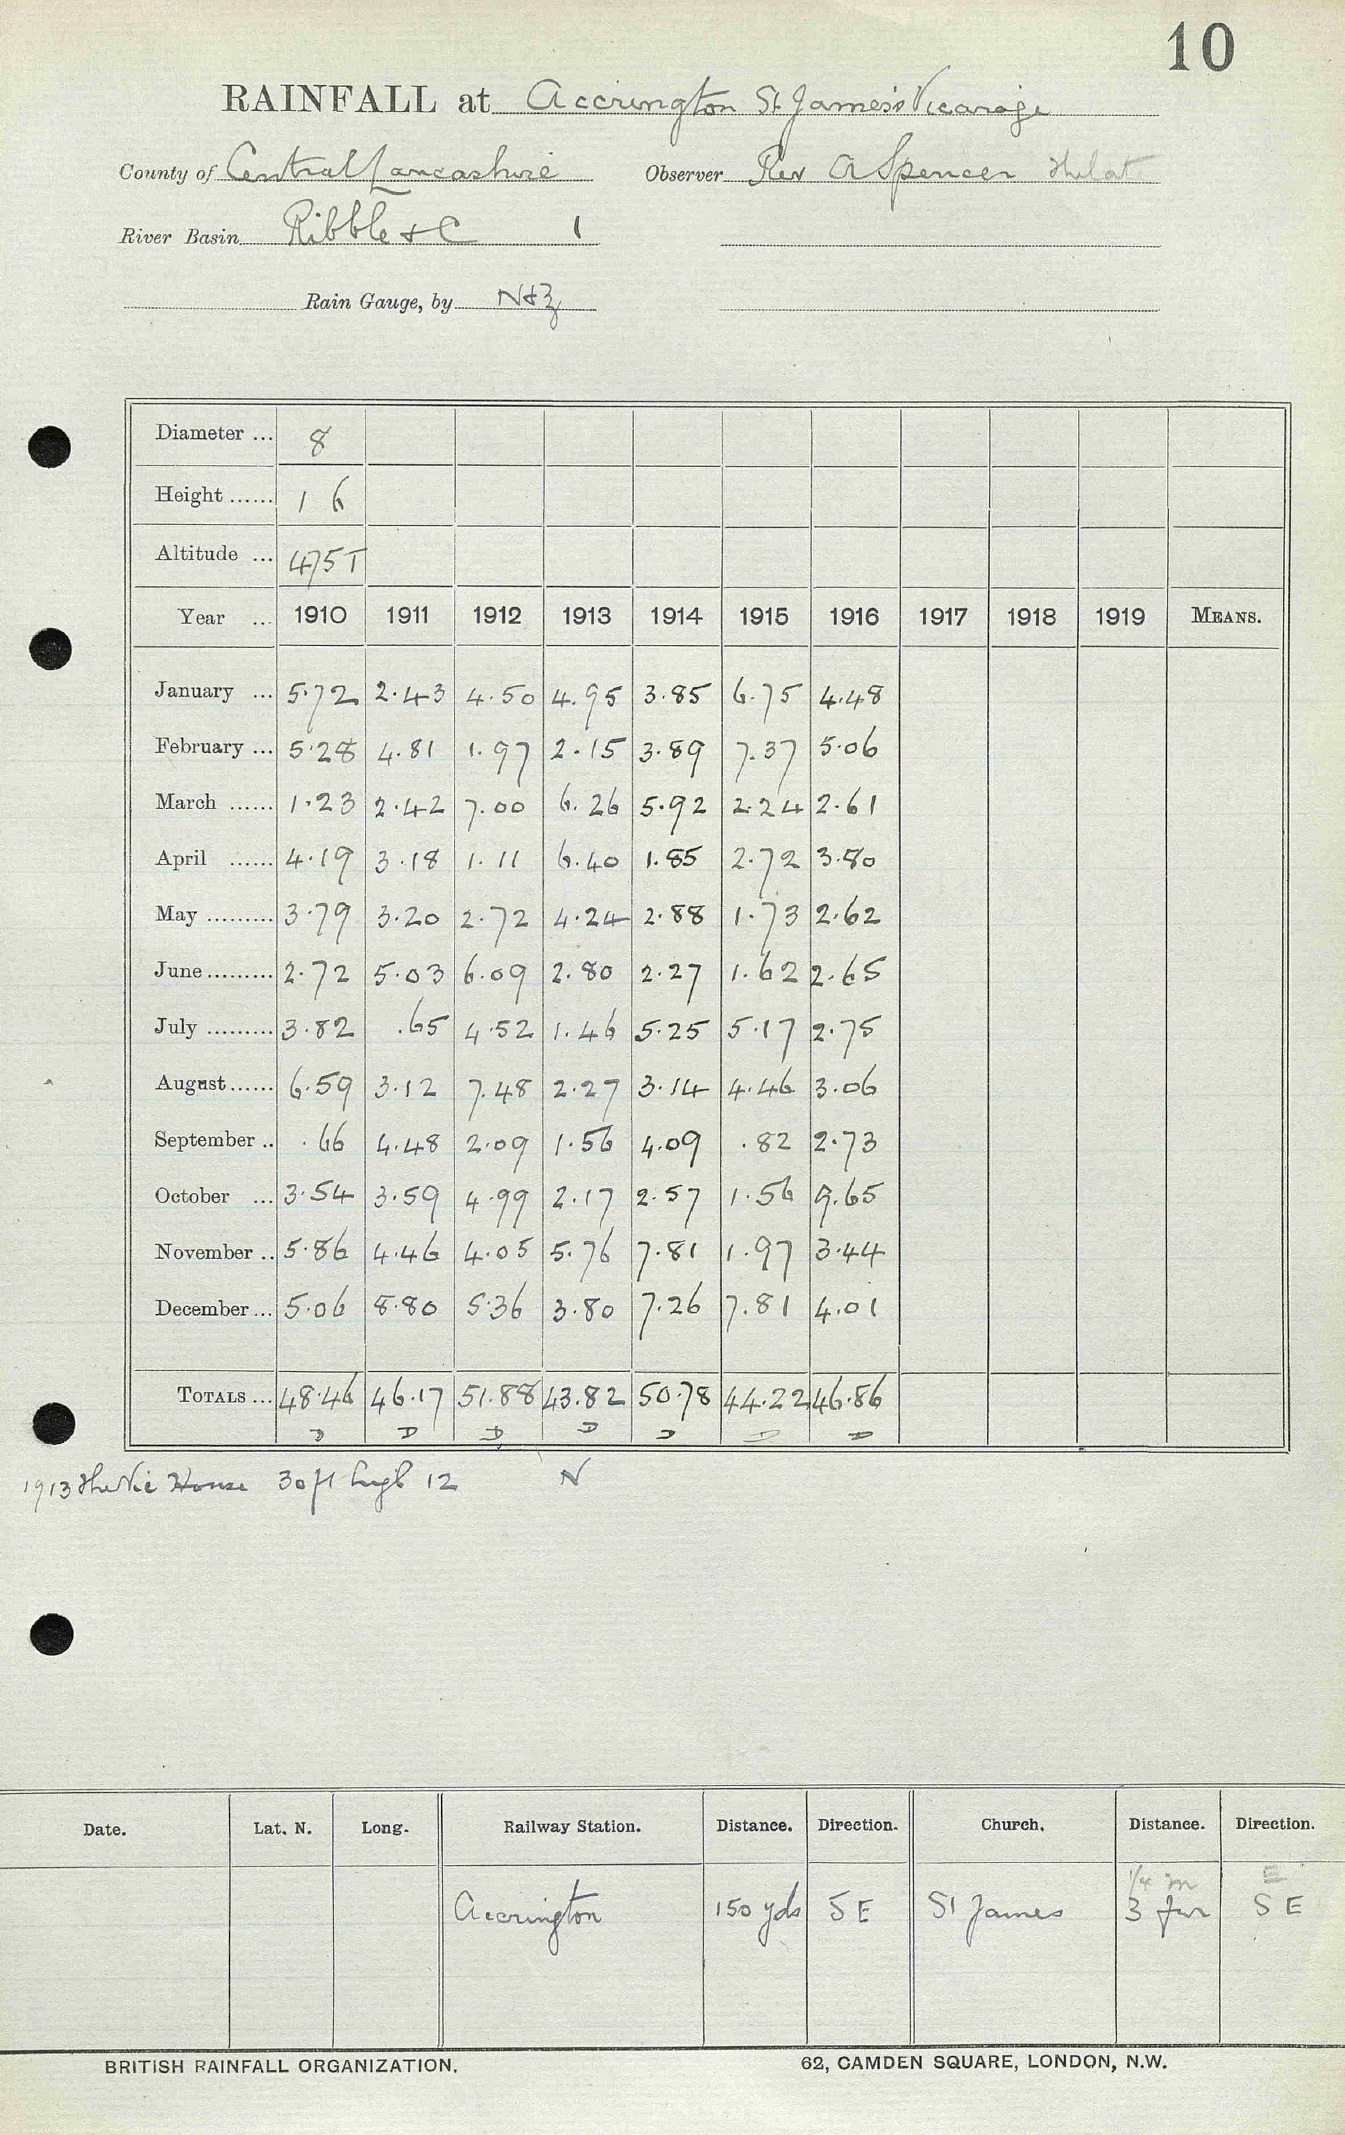 10
RAINFALL at Accrington St James's Vicarage
County of Central Lancashire Observer Rev A Spencer
River Basin Ribble &C 1
Rain Gauge, by N&Z
Diameter ... 8
Height ...... 1 6
Altitude ... 475T
Year ... 1910 1911 1912 1913 1914 1915 1916 1917 1918 1919 MEANS.
January ... 5.72 2.43 4.50 4.95 3.85 6.75 4.48
February ... 5.28 4.81 1.97 2.15 3.89 7.37 5.06
March ...... 1.23 2.42 7.00 6.26 5.92 2.24 2.61
April ...... 4.19 3.18 1.11 6.40 1.85 2.72 3.80
May ......... 3.79 3.20 2.72 4.24 2.88 1.73 2.62
June ......... 2.72 5.03 6.09 2.80 2.27 1.62 2.65
July ......... 3.82 .65 4.52 1.46 5.25 5.17 2.75
August ...... 6.59 3.12 7.48 2.27 3.14 4.46 3.06
September .. .66 4.48 2.09 1.56 4.09 .82 2.73
October ... 3.54 3.59 4.99 2.17 2.57 1.56 9.65
November .. 5.86 4.46 4.05 5.76 7.81 1.97 3.44
December ... 5.06 8.80 5.36 3.80 7.26 7.81 4.01
TOTALS ... 48.46 46.17 51.88 43.82 50.78 44.22 46.86
D D D D D D D
1913 House 30 ft high 12 N
Date. Lat. N. Long. Railway Station. Distance. Direction. Church. Distance. Direction.
1/4 m E
Accrington 150 yds SE St James 3 fur SE
BRITISH RAINFALL ORGANIZATION. 62, CAMDEN SQUARE, LONDON, N.W.